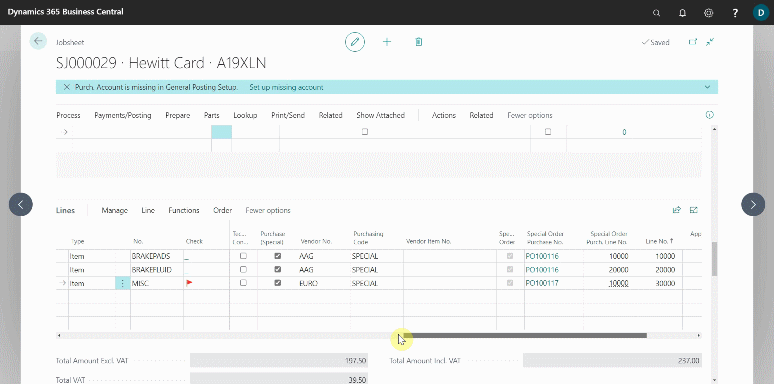 Dynamics 365 Business Central
?
D
Jobsheet
Saved
SJ000029 · Hewitt Card · A19XLN
Purch. Account is missing in General Posting Setup. Set up missing account
Process Payments/Posting Prepare Parts Lookup Print/Send Related Show Attached Actions Related Fewer options
0
Lines Manage Line Functions Order Fewer options
Type No. Check Tec... Con... Purchase (Special) Vendor No. Purchasing Code Vendor Item No. Spe... Order Special Order Purchase No. Special Order Purch. Line No. Line No. ↑ App
Item BRAKEPADS _ AAG SPECIAL PO100116 10000 10000
Item BRAKEFLUID AAG SPECIAL PO100116 20000 20000
Item MISC EURO SPECIAL PO100117 10000 30000
Total Amount Excl. VAT 197.50 Total Amount Incl. VAT 237.00
Total VAT 39.50